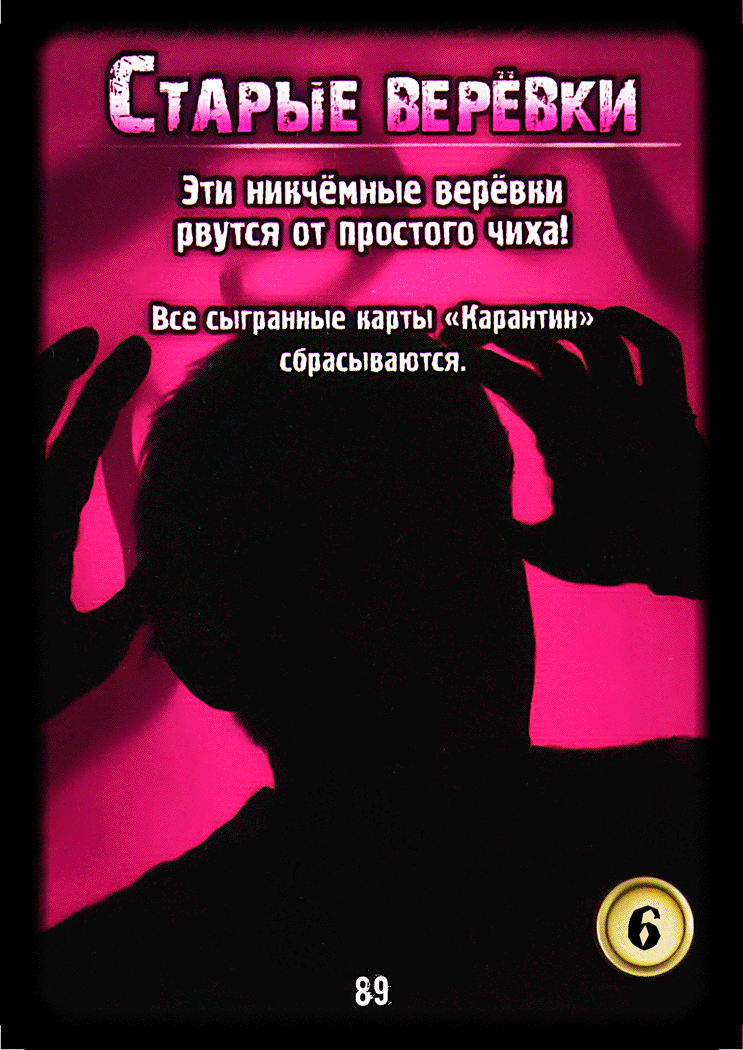 Старые верёвки
Эти никчёмные верёвки
рвутся от простого чиха!
Все сыгранные карты «Карантин»
сбрасываются.
6
89